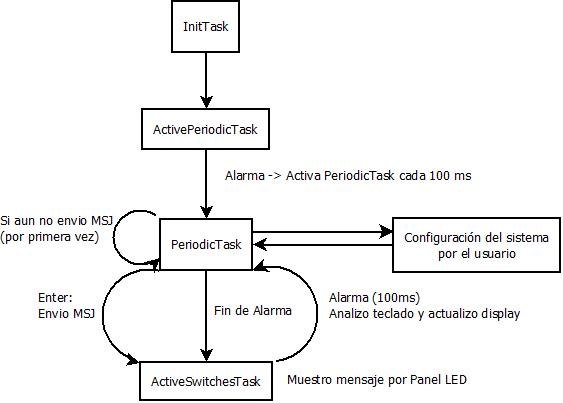 InitTask
ActivePeriodicTask
Alarma -> Activa PeriodicTask cada 100 ms
Si aun no envio MSJ
(por primera vez)
PeriodicTask
Configuración del sistema
por el usuario
Enter:
Envio MSJ
Fin de Alarma
Alarma (100ms)
Analizo teclado y actualizo display
ActiveSwitchesTask
Muestro mensaje por Panel LED